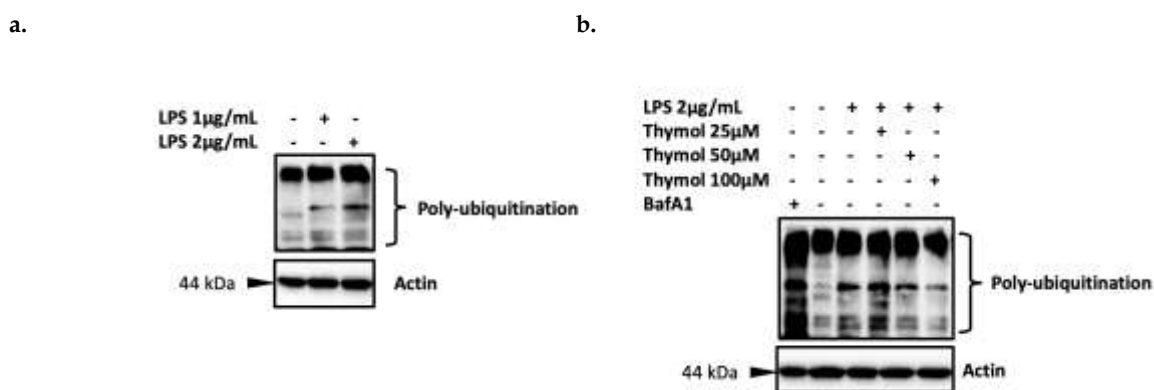 a.
LPS 1µg/mL - + -
LPS 2µg/mL - - +
Poly-ubiquitination
44 kDa Actin
b.
LPS 2µg/mL - - + + + +
Thymol 25µM - - - + - -
Thymol 50µM - - - - + -
Thymol 100µM - - - - - +
BafA1 + - - - - -
Poly-ubiquitination
44 kDa Actin